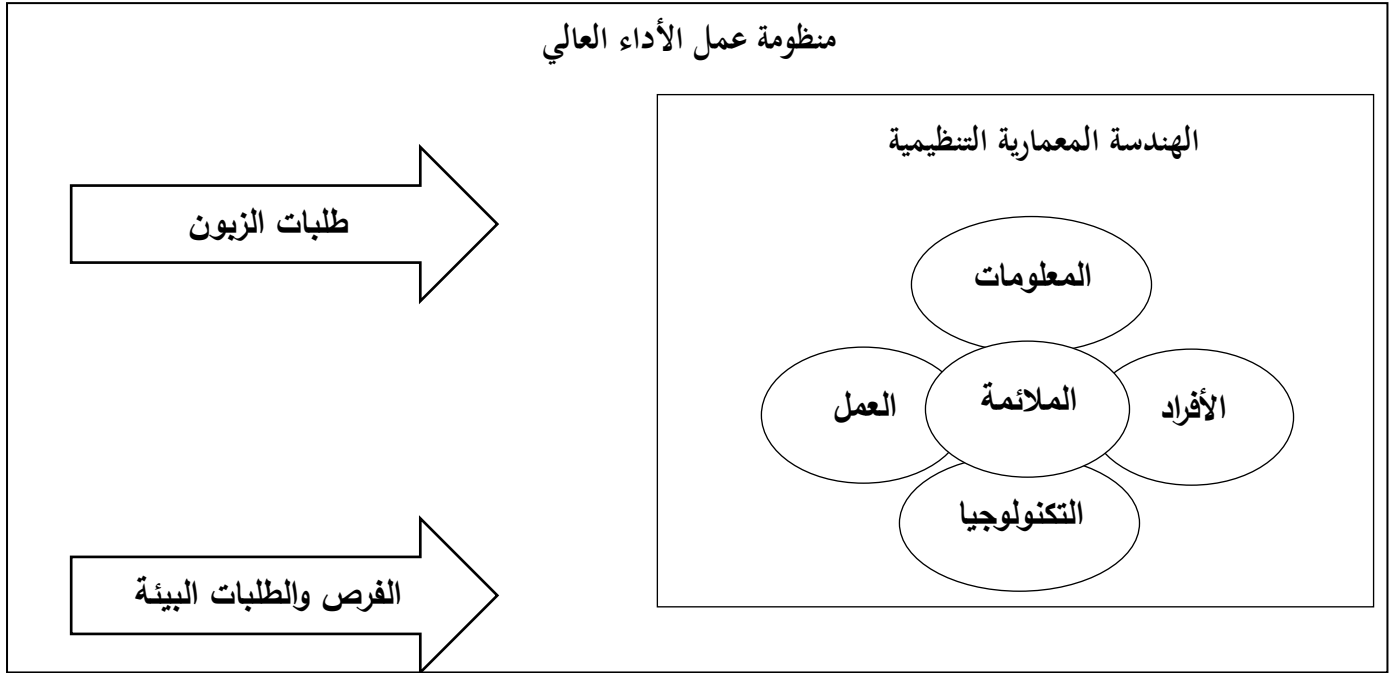 منظومة عمل الأداء العالي
الهندسة المعمارية التنظيمية
طلبات الزبون
المعلومات
الأفراد
الملائمة
العمل
التكنولوجيا
الفرص والطلبات البيئة